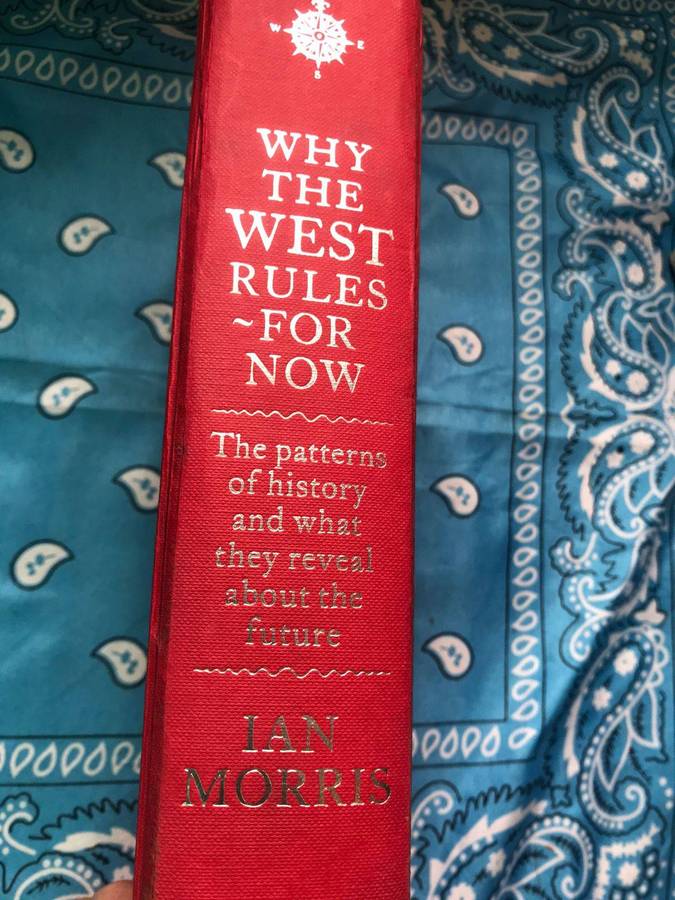 W E
S
WHY
THE
WEST
RULES
~FOR
NOW
The patterns
of history
and what
they reveal
about the
future
IAN
MORRIS